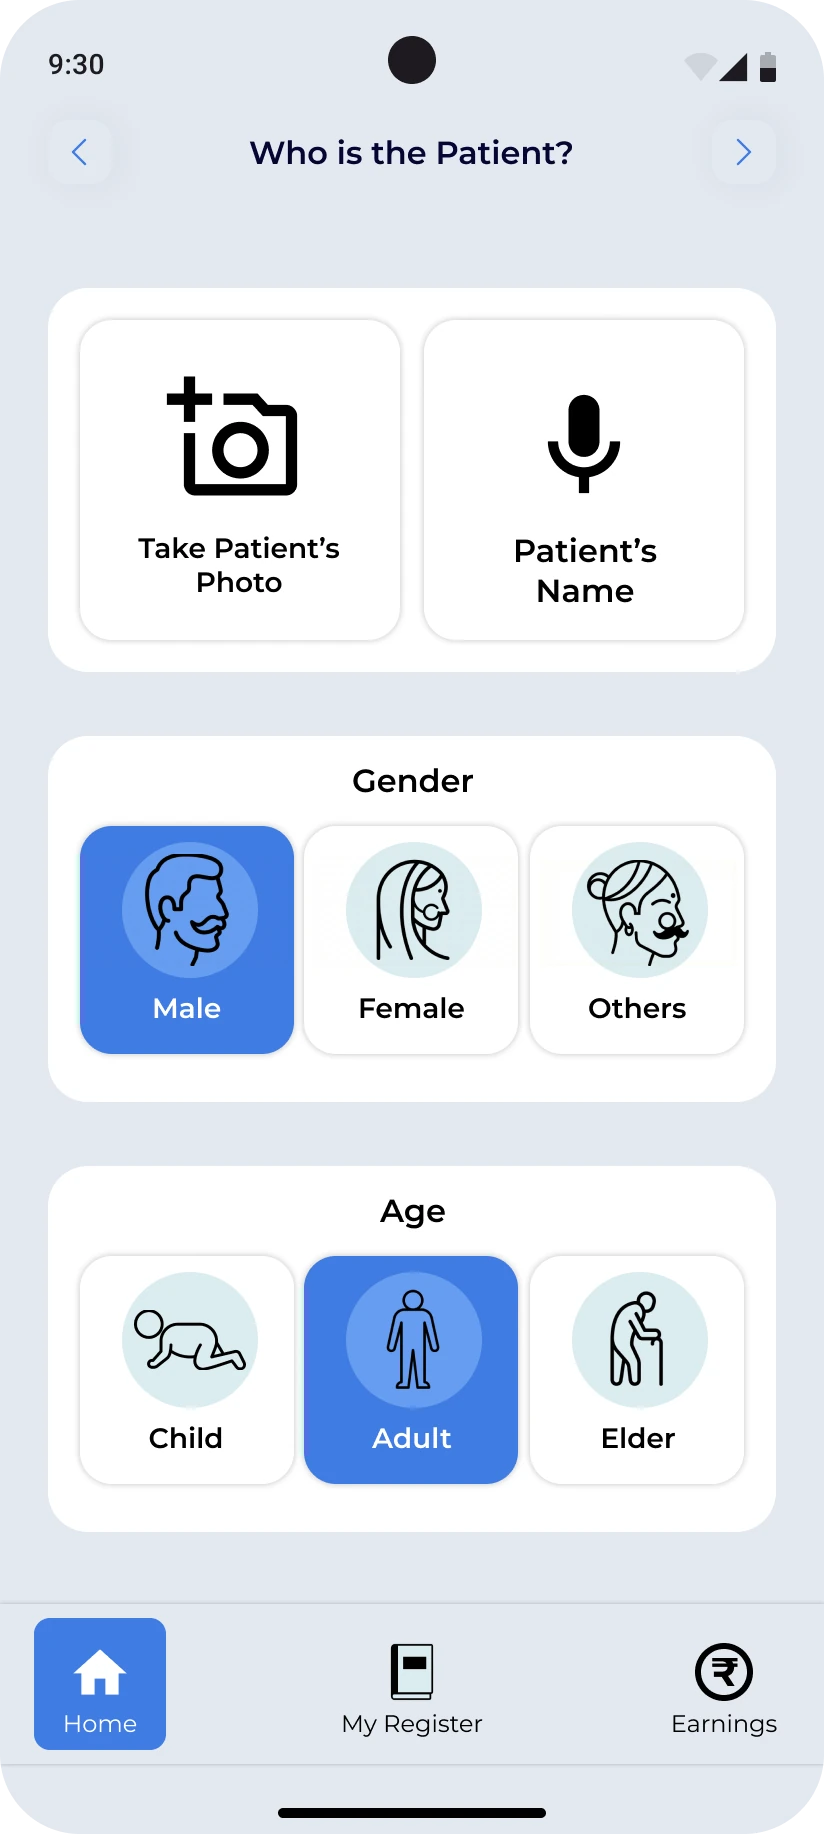 9:30
Who is the Patient?
Take Patient’s
Photo
Patient’s
Name
Gender
Male
Female
Others
Age
Child
Adult
Elder
Home
My Register
₹
Earnings